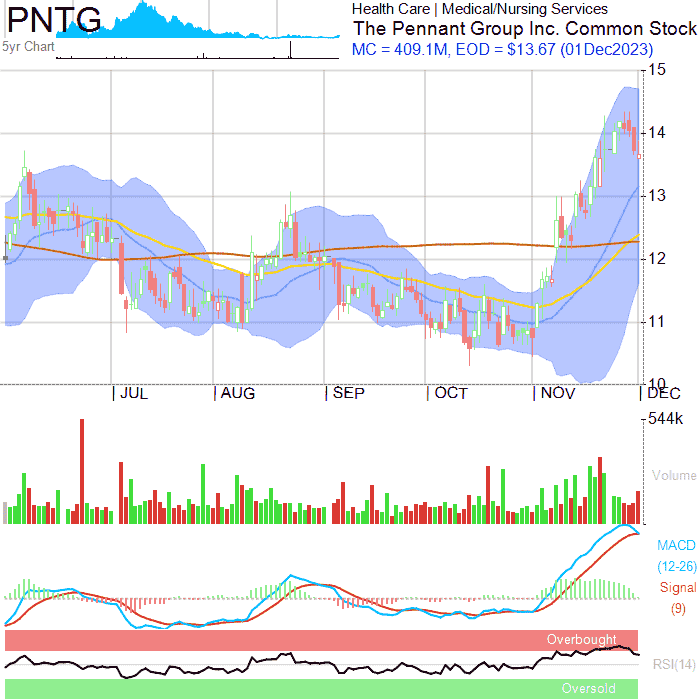 PNTG
Health Care | Medical/Nursing Services
The Pennant Group Inc. Common Stock
5yr Chart
MC = 409.1M, EOD = $13.67 (01Dec2023)
15
14
13
12
11
10
JUL
AUG
SEP
OCT
NOV
DEC
544k
Volume
MACD
(12-26)
Signal
(9)
Overbought
RSI(14)
Oversold